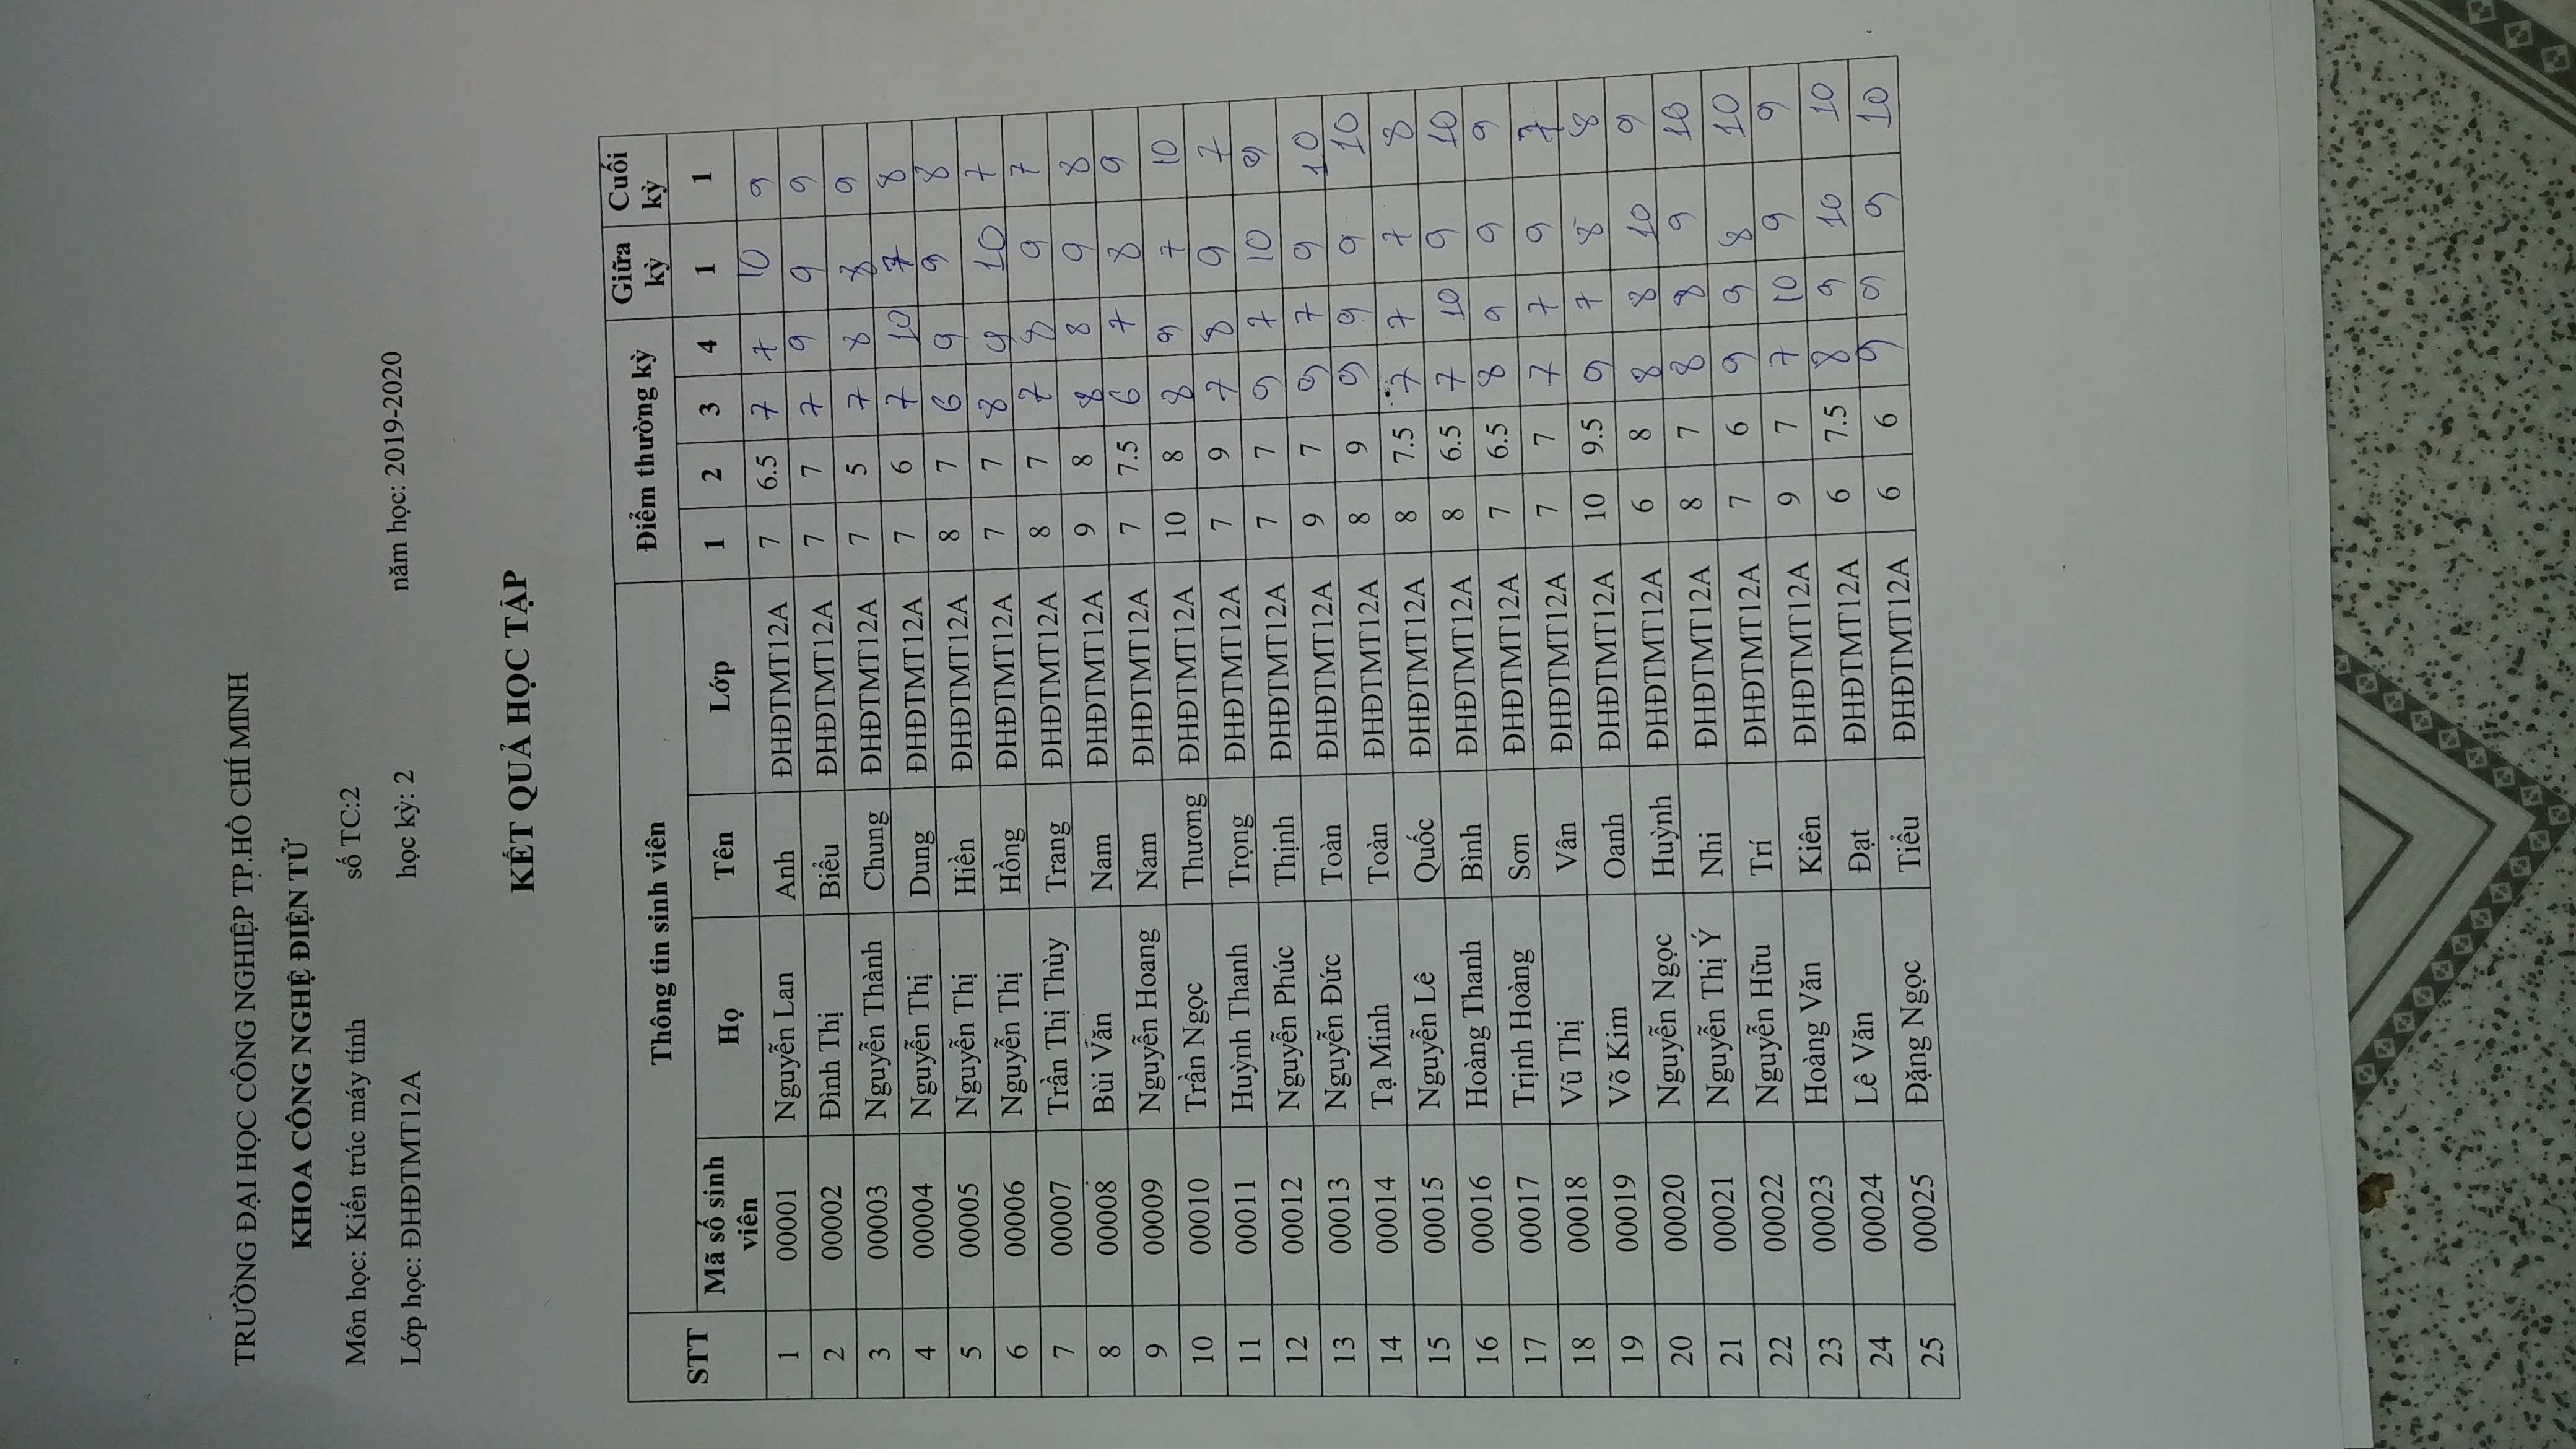 TRƯỜNG ĐẠI HỌC CÔNG NGHIỆP TP.HỒ CHÍ MINH
KHOA CÔNG NGHỆ ĐIỆN TỬ
Môn học: Kiến trúc máy tính số TC:2
Lớp học: ĐHĐTMT12A học kỳ: 2 năm học: 2019-2020
KẾT QUẢ HỌC TẬP
STT Thông tin sinh viên Điểm thường kỳ Giữa kỳ Cuối kỳ
Mã số sinh viên Họ Tên Lớp 1 2 3 4 1 1
1 00001 Nguyễn Lan Anh ĐHĐTMT12A 7 6.5 7 7 10 9
2 00002 Đình Thị Biểu ĐHĐTMT12A 7 7 7 9 9 9
3 00003 Nguyễn Thành Chung ĐHĐTMT12A 7 5 7 8 8 9
4 00004 Nguyễn Thị Dung ĐHĐTMT12A 7 6 7 10 7 8
5 00005 Nguyễn Thị Hiền ĐHĐTMT12A 8 7 6 9 9 8
6 00006 Nguyễn Thị Hồng ĐHĐTMT12A 7 7 8 9 10 7
7 00007 Trần Thị Thùy Trang ĐHĐTMT12A 8 7 7 8 9 7
8 00008 Bùi Văn Nam ĐHĐTMT12A 9 8 8 8 9 8
9 00009 Nguyễn Hoang Nam ĐHĐTMT12A 7 7.5 6 7 8 9
10 00010 Trần Ngọc Thương ĐHĐTMT12A 10 8 8 9 7 10
11 00011 Huỳnh Thanh Trọng ĐHĐTMT12A 7 9 7 8 9 7
12 00012 Nguyễn Phúc Thịnh ĐHĐTMT12A 7 7 9 7 10 9
13 00013 Nguyễn Đức Toàn ĐHĐTMT12A 9 7 9 7 9 10
14 00014 Tạ Minh Toàn ĐHĐTMT12A 8 9 9 9 9 10
15 00015 Nguyễn Lê Quốc ĐHĐTMT12A 8 7.5 7 7 7 8
16 00016 Hoàng Thanh Bình ĐHĐTMT12A 8 6.5 7 10 9 10
17 00017 Trịnh Hoàng Sơn ĐHĐTMT12A 7 6.5 8 9 9 9
18 00018 Vũ Thị Vân ĐHĐTMT12A 7 7 7 7 9 7
19 00019 Võ Kim Oanh ĐHĐTMT12A 10 9.5 9 7 8 8
20 00020 Nguyễn Ngọc Huỳnh ĐHĐTMT12A 6 8 8 8 10 9
21 00021 Nguyễn Thị Ý Nhi ĐHĐTMT12A 8 7 8 8 9 10
22 00022 Nguyễn Hữu Trí ĐHĐTMT12A 7 6 9 9 8 10
23 00023 Hoàng Văn Kiên ĐHĐTMT12A 9 7 7 10 9 9
24 00024 Lê Văn Đạt ĐHĐTMT12A 6 7.5 8 9 10 10
25 00025 Đặng Ngọc Tiểu ĐHĐTMT12A 6 6 9 9 9 10